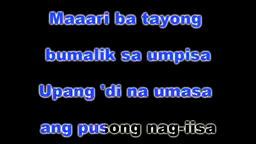 Maaari ba tayong
bumalik sa umpisa
Upang 'di na umasa
ang pusong nag-iisa